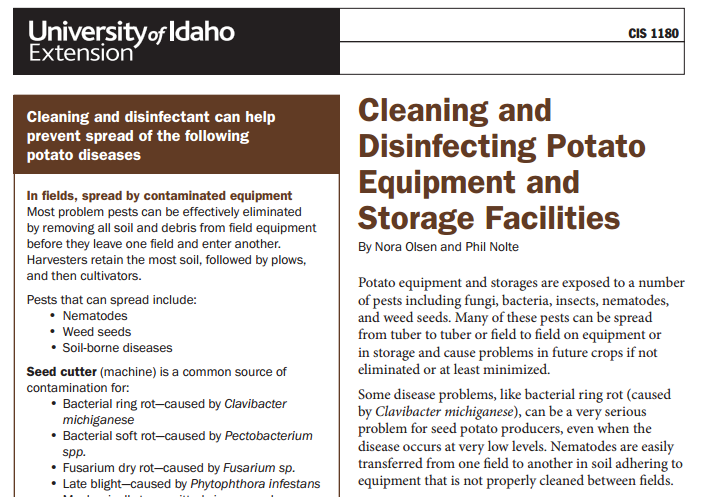 University of Idaho
Extension
CIS 1180
Cleaning and disinfectant can help
prevent spread of the following
potato diseases
In fields, spread by contaminated equipment
Most problem pests can be effectively eliminated
by removing all soil and debris from field equipment
before they leave one field and enter another.
Harvesters retain the most soil, followed by plows,
and then cultivators.
Pests that can spread include:
• Nematodes
• Weed seeds
• Soil-borne diseases
Seed cutter (machine) is a common source of
contamination for:
• Bacterial ring rot—caused by Clavibacter
michiganese
• Bacterial soft rot—caused by Pectobacterium
spp.
• Fusarium dry rot—caused by Fusarium sp.
• Late blight—caused by Phytophthora infestans
Cleaning and
Disinfecting Potato
Equipment and
Storage Facilities
By Nora Olsen and Phil Nolte
Potato equipment and storages are exposed to a number
of pests including fungi, bacteria, insects, nematodes,
and weed seeds. Many of these pests can be spread
from tuber to tuber or field to field on equipment or
in storage and cause problems in future crops if not
eliminated or at least minimized.
Some disease problems, like bacterial ring rot (caused
by Clavibacter michiganese), can be a very serious
problem for seed potato producers, even when the
disease occurs at very low levels. Nematodes are easily
transferred from one field to another in soil adhering to
equipment that is not properly cleaned between fields.